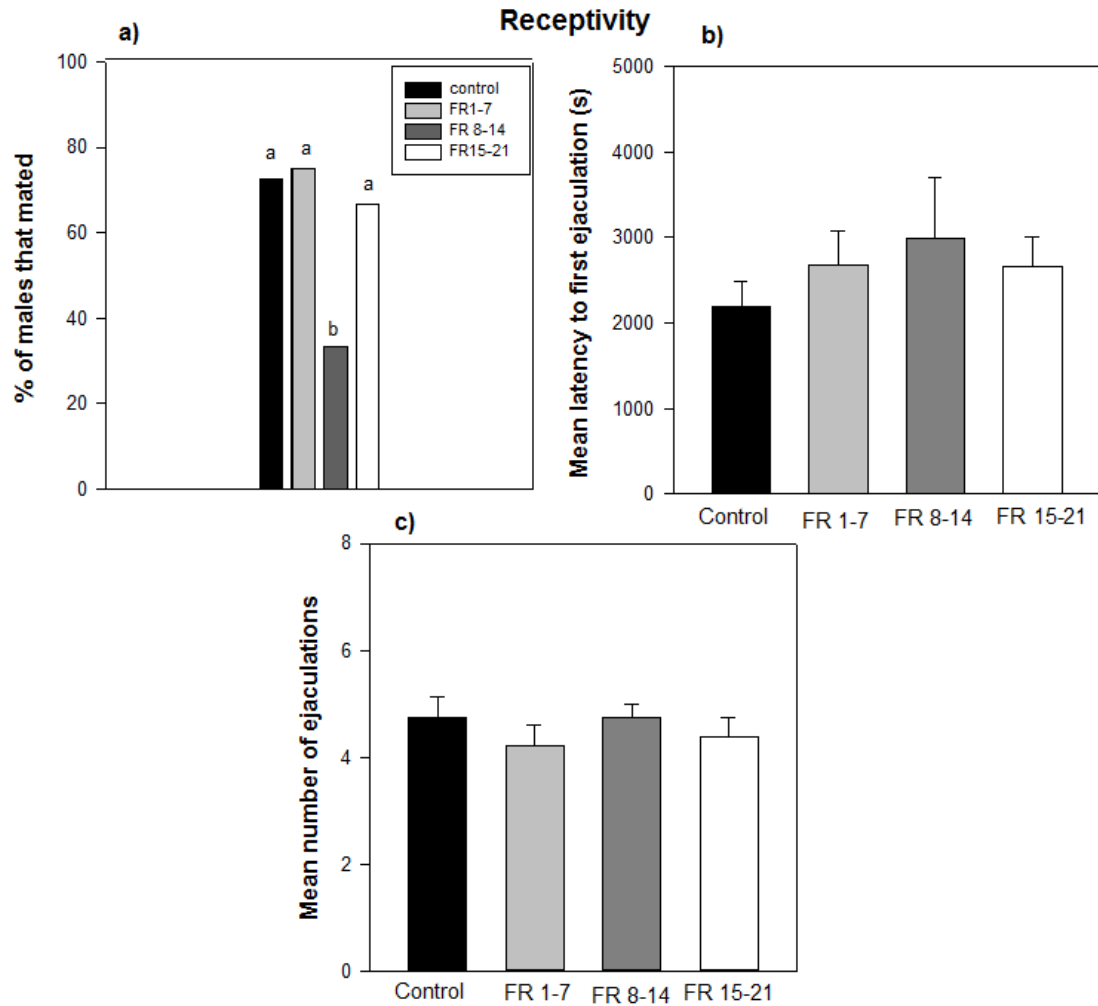 Receptivity
a)
% of males that mated
100
80
60
40
20
0
a
a
b
a
control
FR1-7
FR 8-14
FR15-21
b)
Mean latency to first ejaculation (s)
5000
4000
3000
2000
1000
0
Control
FR 1-7
FR 8-14
FR 15-21
c)
Mean number of ejaculations
8
6
4
2
0
Control
FR 1-7
FR 8-14
FR 15-21